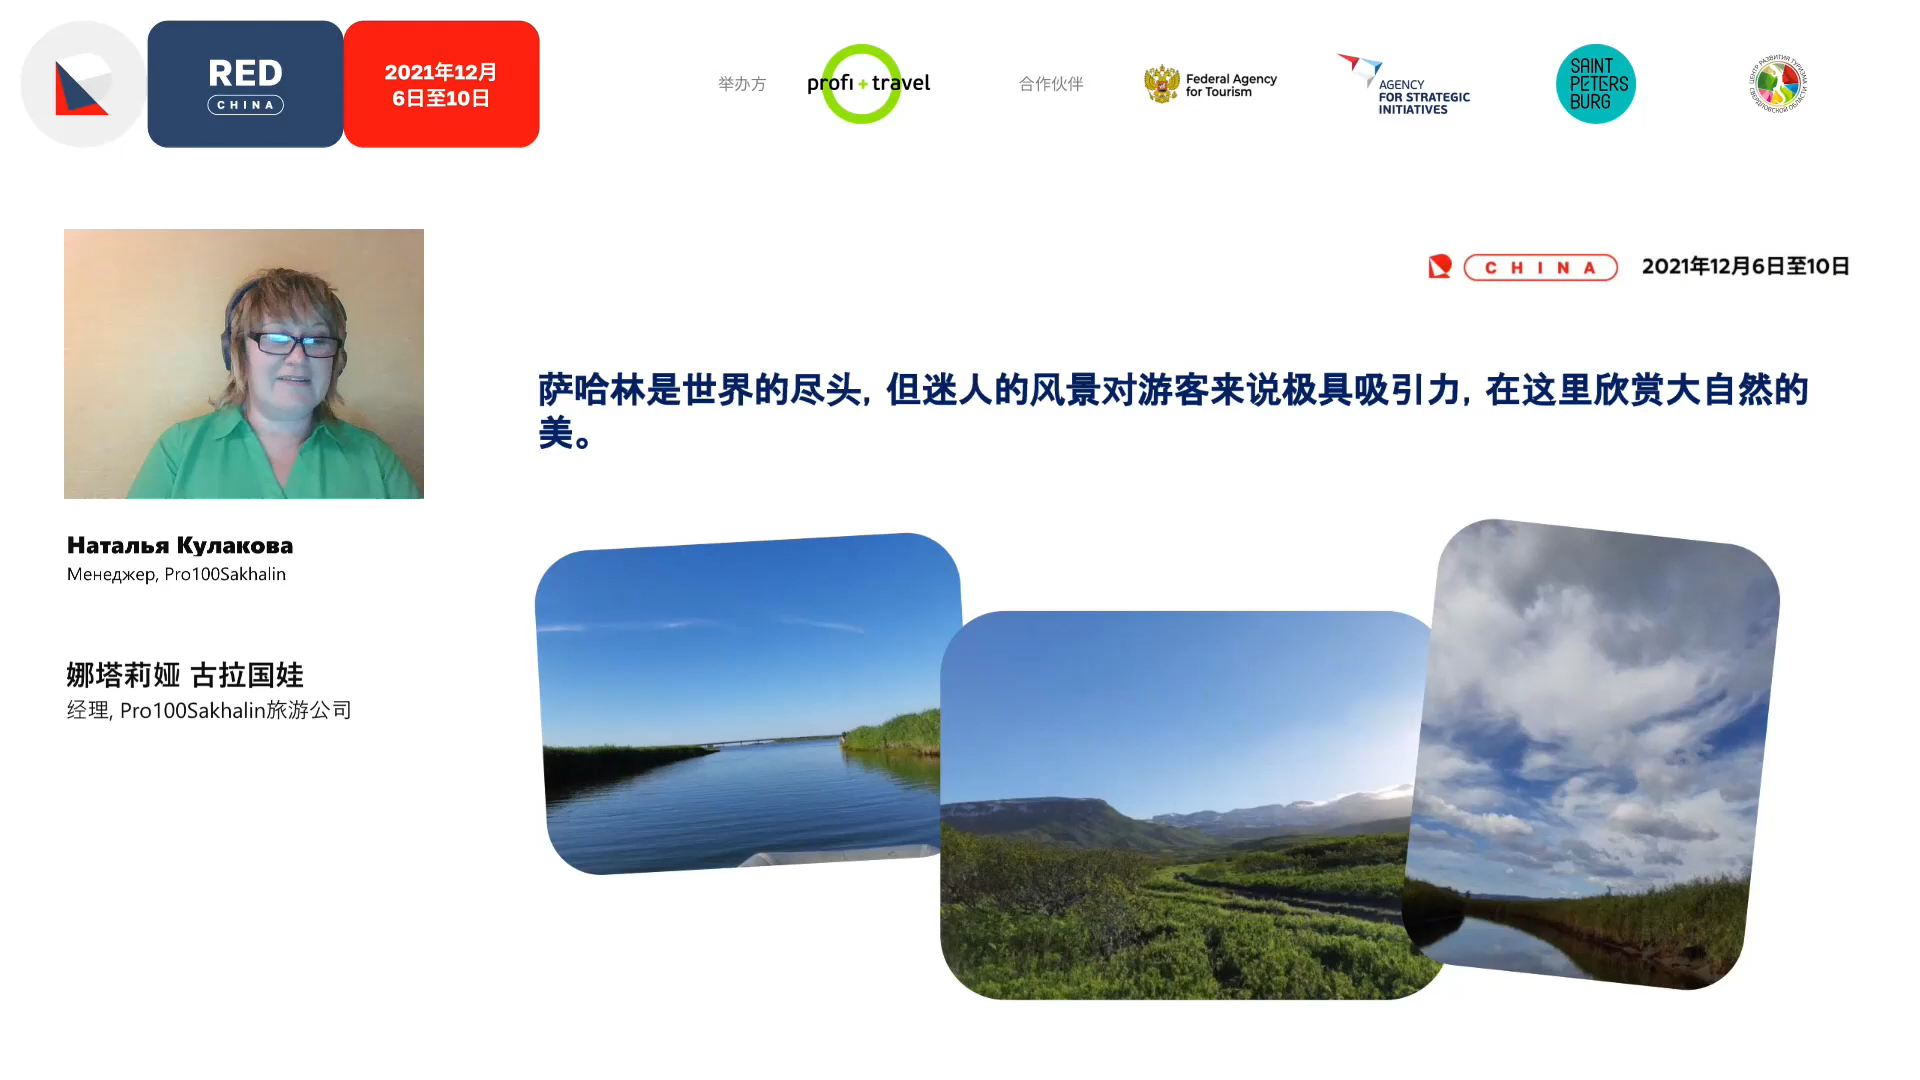 RED
CHINA
2021年12月
6日至10日
举办方
profi + travel
合作伙伴
Federal Agency
for Tourism
AGENCY
FOR STRATEGIC
INITIATIVES
SAINT
PETERS
BURG
ЦЕНТР РАЗВИТИЯ ТУРИЗМА
СВЕРДЛОВСКОЙ ОБЛАСТИ
CHINA
2021年12月6日至10日
萨哈林是世界的尽头, 但迷人的风景对游客来说极具吸引力, 在这里欣赏大自然的
美。
Наталья Кулакова
Менеджер, Pro100Sakhalin
娜塔莉娅 古拉国娃
经理, Pro100Sakhalin旅游公司